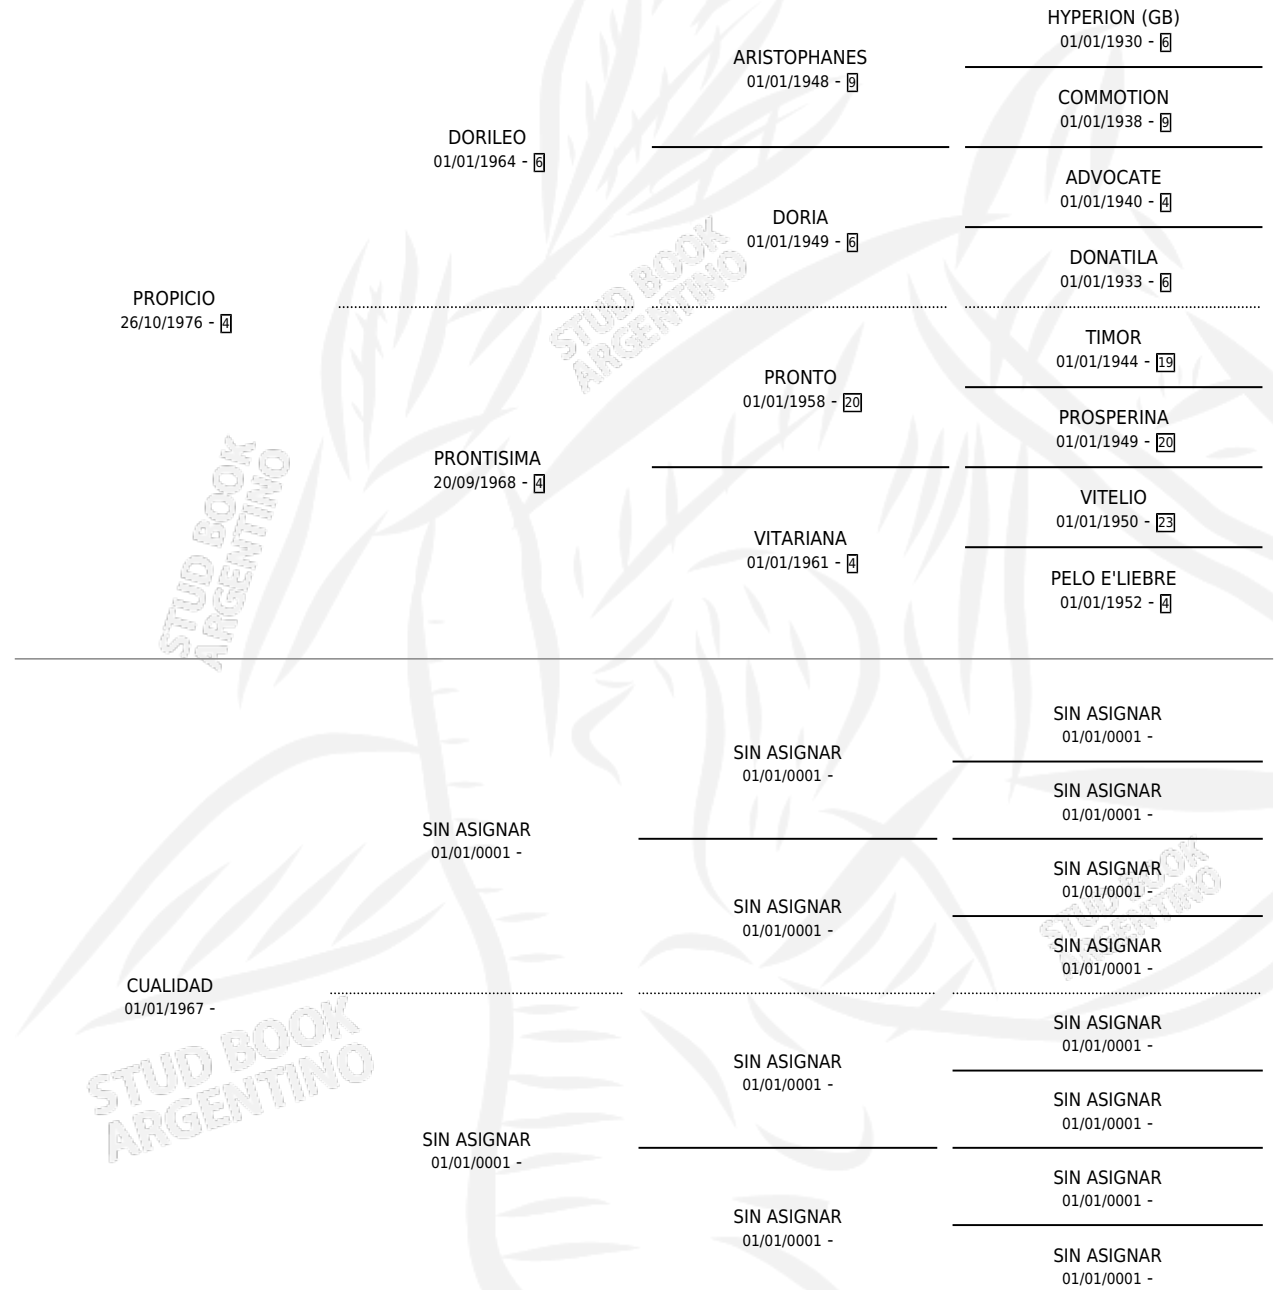 HYPERION (GB)
01/01/1930 - 6
ARISTOPHANES
01/01/1948 - 9
COMMOTION
01/01/1938 - 9
DORILEO
01/01/1964 - 6
ADVOCATE
01/01/1940 - 4
DORIA
01/01/1949 - 6
DONATILA
01/01/1933 - 6
PROPICIO
26/10/1976 - 4
TIMOR
01/01/1944 - 19
PRONTO
01/01/1958 - 20
PROSPERINA
01/01/1949 - 20
PRONTISIMA
20/09/1968 - 4
VITELIO
01/01/1950 - 23
VITARIANA
01/01/1961 - 4
PELO E'LIEBRE
01/01/1952 - 4
STUD BOOK
ARGENTINO
STUD BOOK
ARGENTINO
SIN ASIGNAR
01/01/0001 -
SIN ASIGNAR
01/01/0001 -
SIN ASIGNAR
01/01/0001 -
SIN ASIGNAR
01/01/0001 -
SIN ASIGNAR
01/01/0001 -
SIN ASIGNAR
01/01/0001 -
SIN ASIGNAR
01/01/0001 -
CUALIDAD
01/01/1967 -
SIN ASIGNAR
01/01/0001 -
SIN ASIGNAR
01/01/0001 -
SIN ASIGNAR
01/01/0001 -
SIN ASIGNAR
01/01/0001 -
SIN ASIGNAR
01/01/0001 -
SIN ASIGNAR
01/01/0001 -
SIN ASIGNAR
01/01/0001 -
STUD BOOK
ARGENTINO
STUD BOOK
ARGENTINO